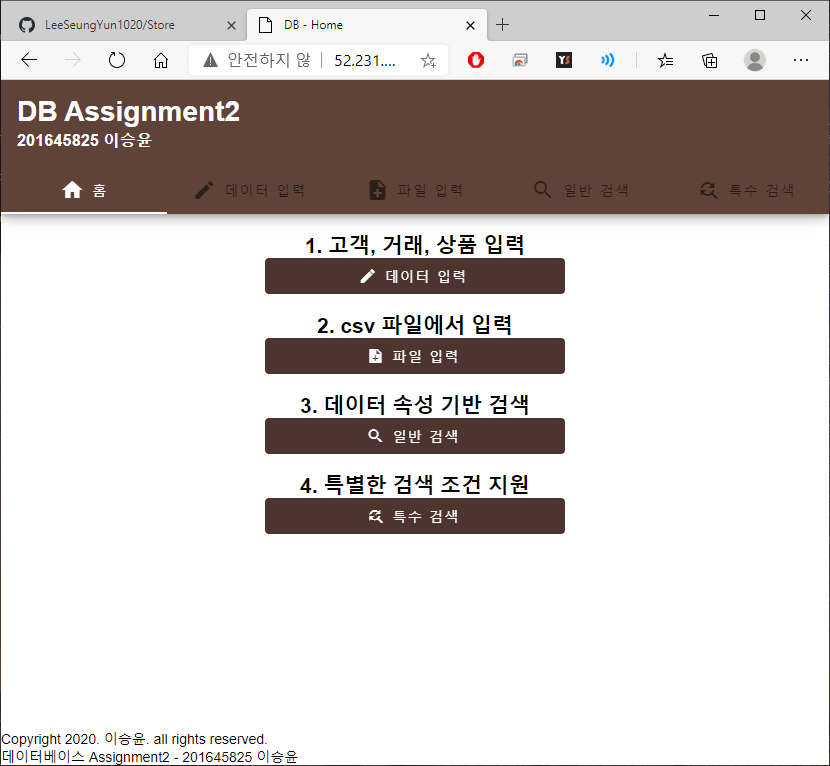 LeeSeungYun1020/Store
DB - Home
안전하지 않
52.231....
DB Assignment2
201645825 이승윤
홈
데이터 입력
파일 입력
일반 검색
특수 검색
1. 고객, 거래, 상품 입력
데이터 입력
2. csv 파일에서 입력
파일 입력
3. 데이터 속성 기반 검색
일반 검색
4. 특별한 검색 조건 지원
특수 검색
Copyright 2020. 이승윤. all rights reserved.
데이터베이스 Assignment2 - 201645825 이승윤